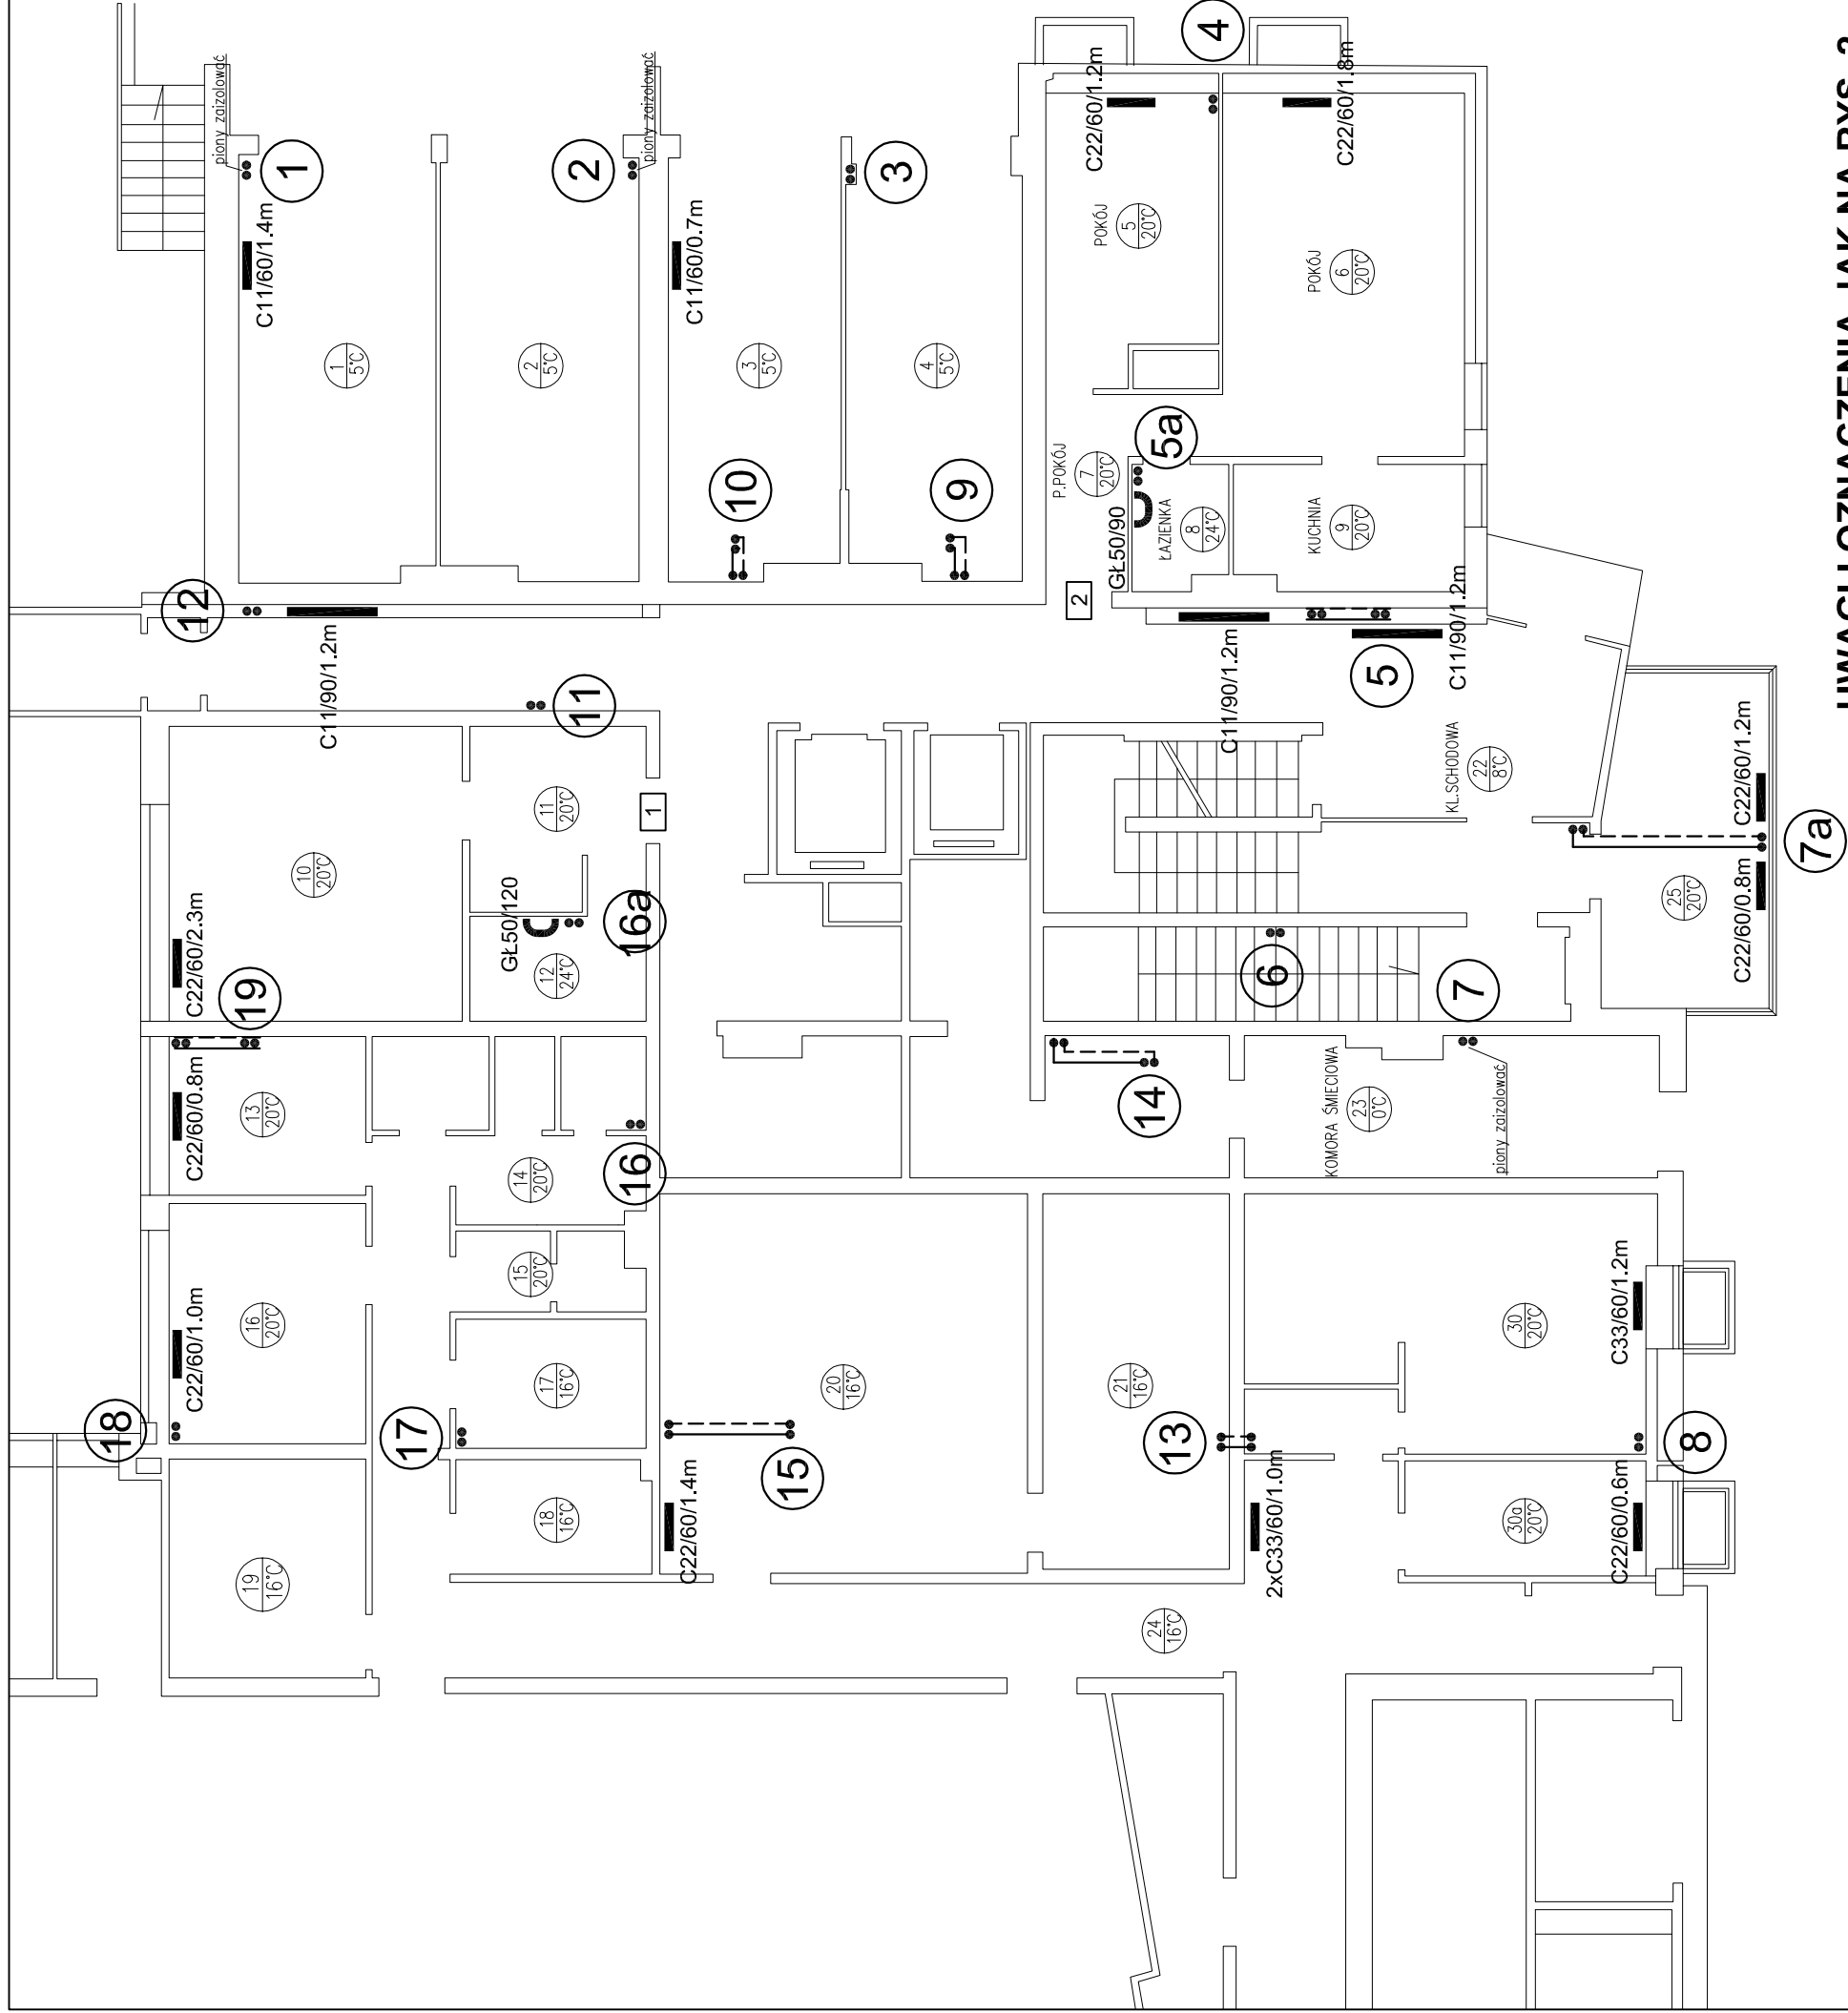 18
12
C22/60/1.0m
C22/60/0.8m
C22/60/2.3m
19
piony zaizolować
19
16°C
16
20°C
13
20°C
10
20°C
C11/60/1.4m
1
C11/90/1.2m
1
5°C
17
GŁ50/120
18
16°C
17
16°C
15
20°C
14
20°C
12
24°C
11
20°C
11
2
5°C
2
16
16a
1
piony zaizolować
C22/60/1.4m
C11/60/0.7m
15
10
3
5°C
20
16°C
3
9
4
5°C
P.POKÓJ
7
20°C
2
C22/60/1.2m
POKÓJ
5
20°C
GŁ50/90
21
16°C
14
24
16°C
13
5a
ŁAZIENKA
8
24°C
4
C11/90/1.2m
2xC33/60/1.0m
6
KUCHNIA
9
20°C
POKÓJ
6
20°C
C22/60/1.8m
KOMORA ŚMIECIOWA
23
0°C
5
C11/90/1.2m
KL.SCHODOWA
22
8°C
7
piony zaizolować
30a
20°C
30
20°C
C22/60/0.6m
C33/60/1.2m
8
25
20°C
C22/60/0.8m
C22/60/1.2m
7a
UWAGI I OZNACZENIA JAK NA RYS.